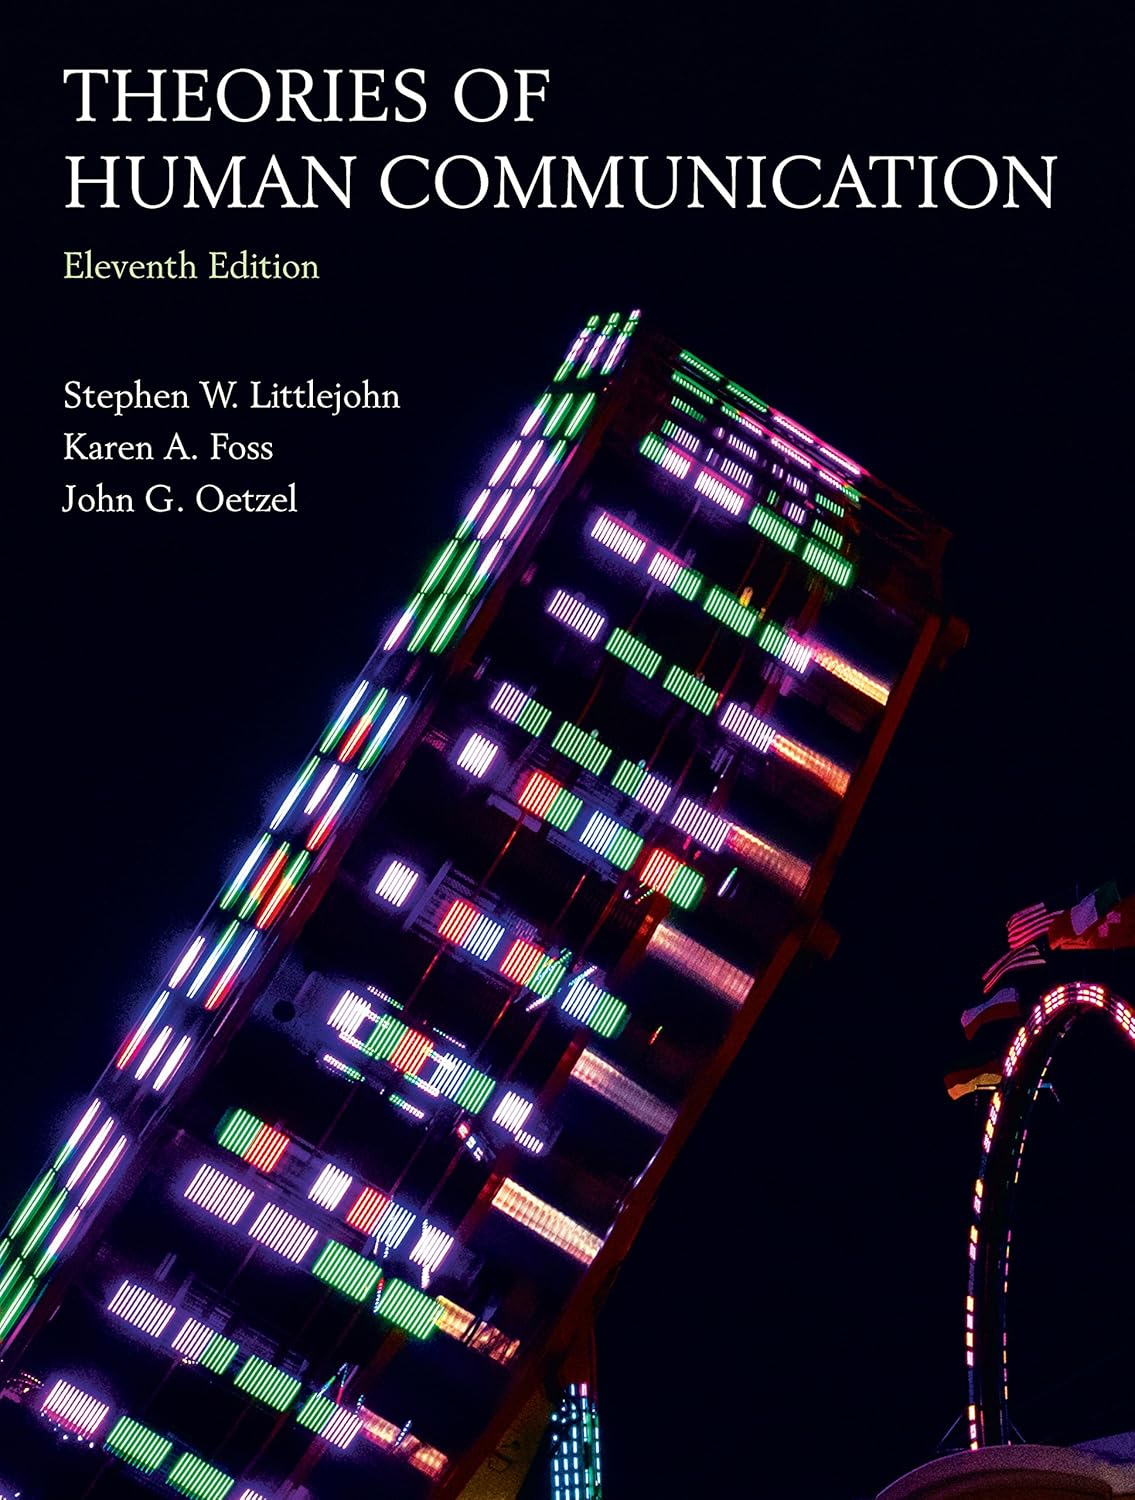 THEORIES OF
HUMAN COMMUNICATION
Eleventh Edition
Stephen W. Littlejohn
Karen A. Foss
John G. Oetzel